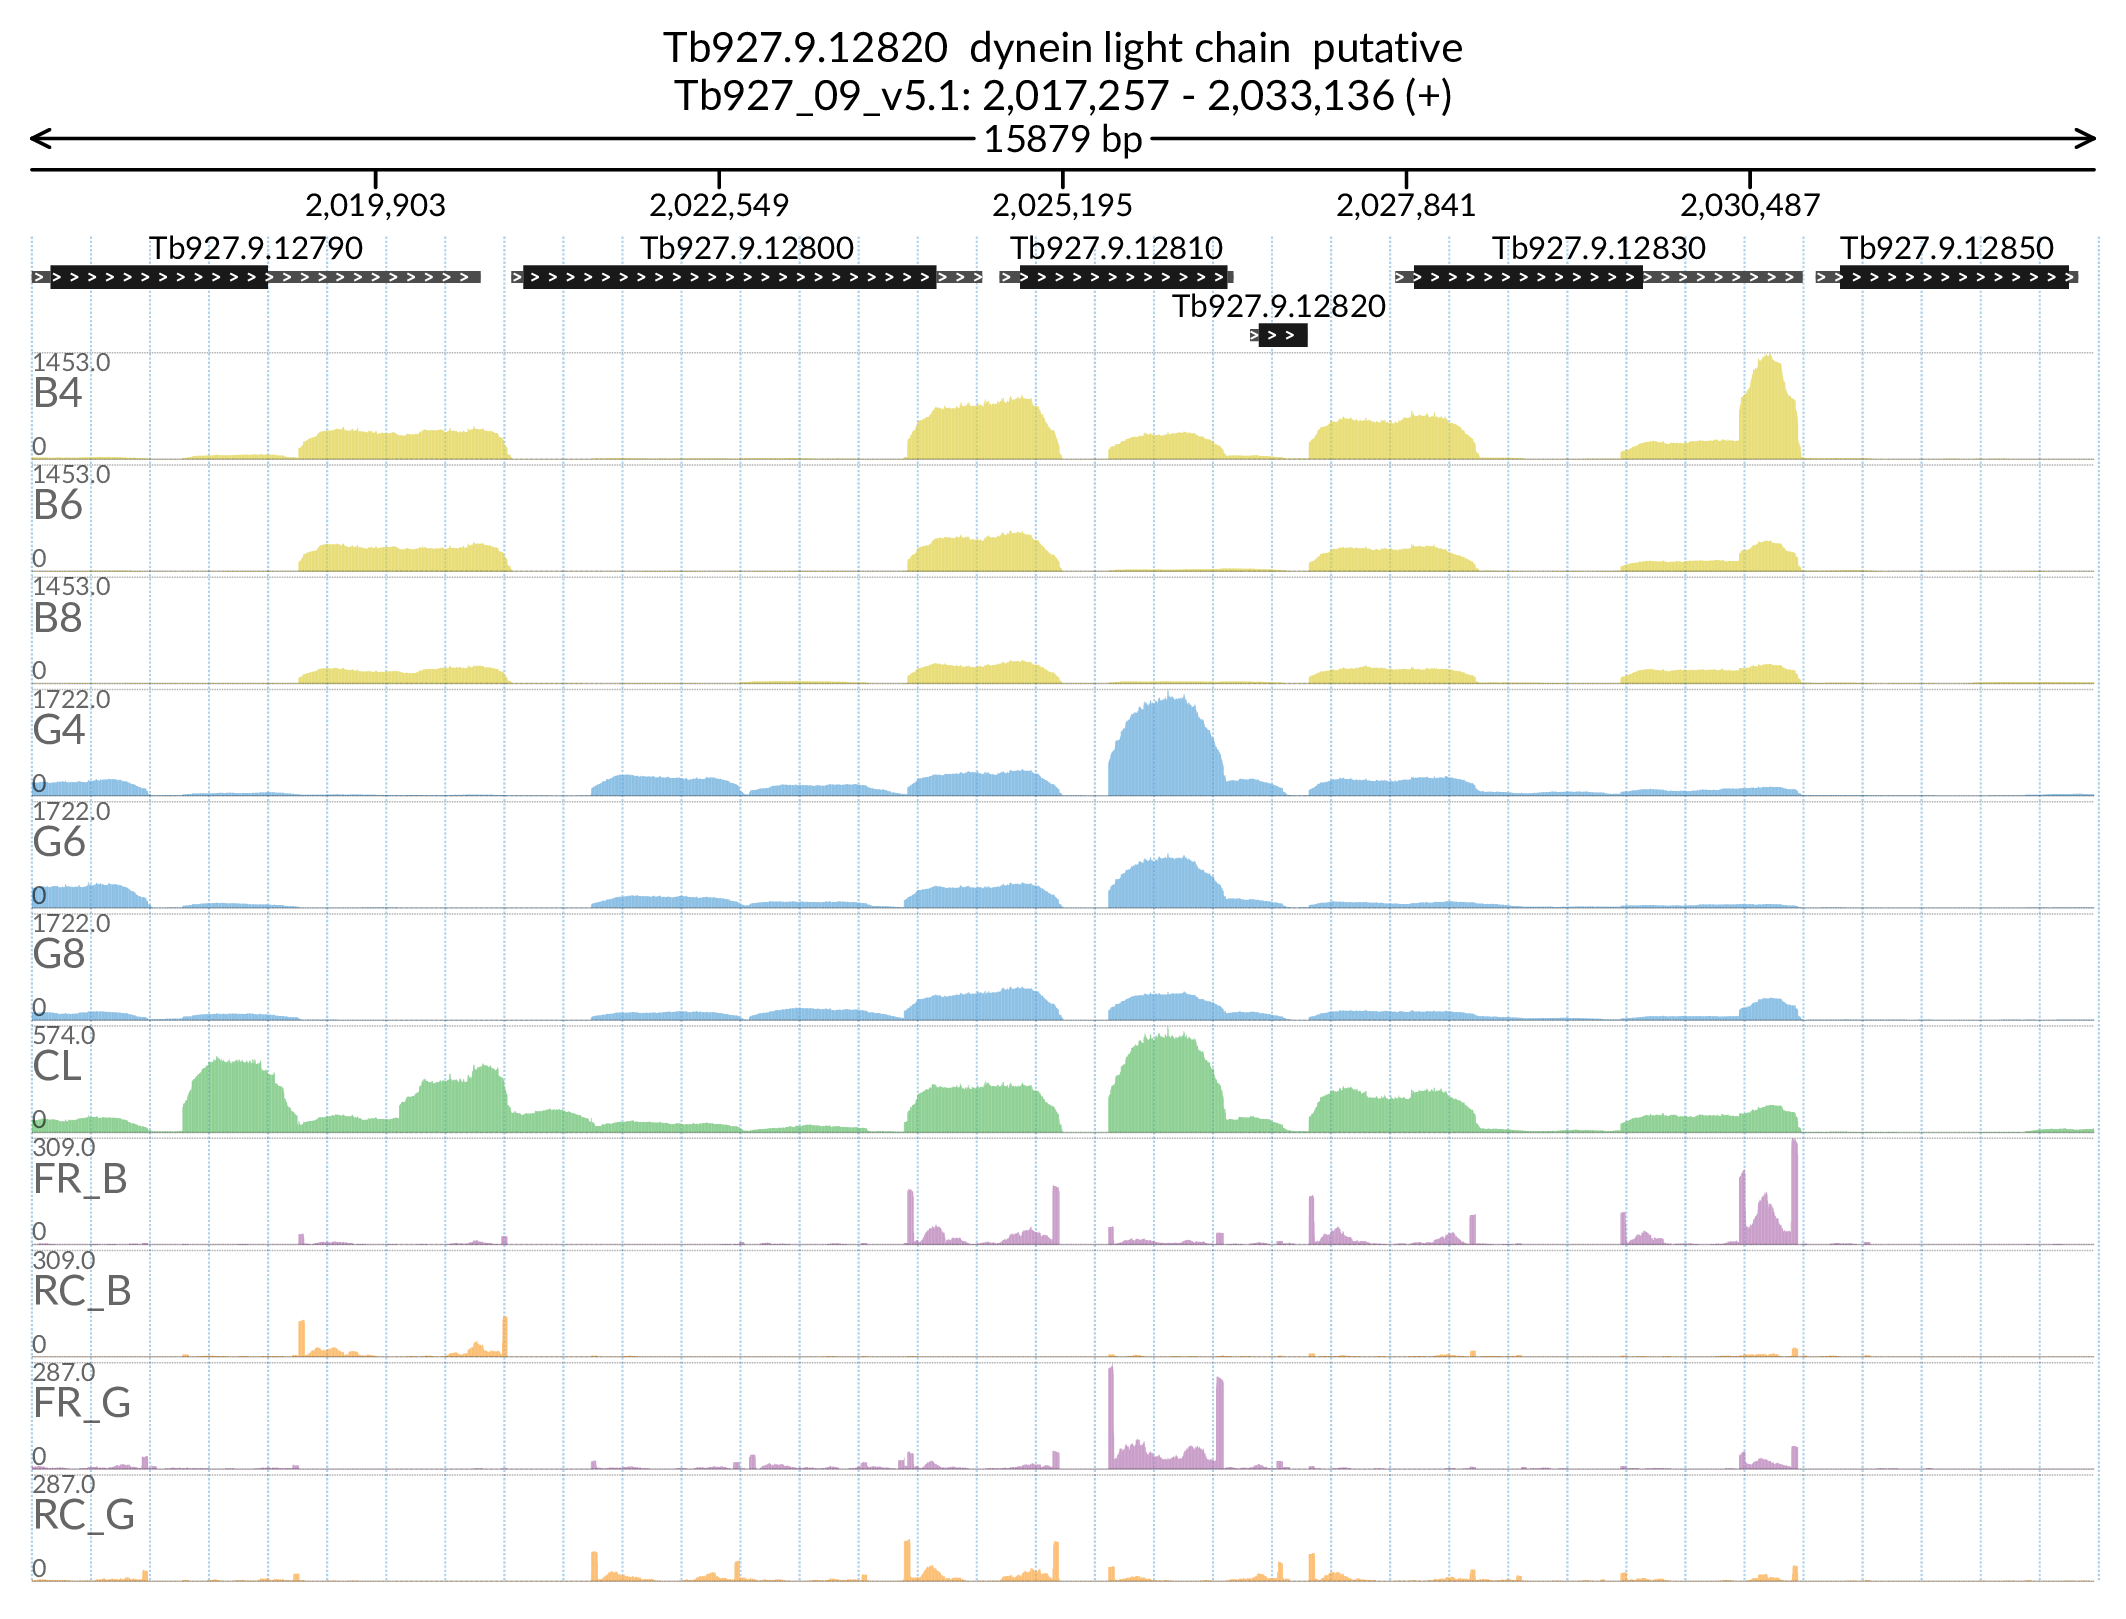 Tb927.9.12820  dynein light chain  putative
Tb927_09_v5.1: 2,017,257 - 2,033,136 (+)
15879 bp
2,019,903 2,022,549 2,025,195 2,027,841 2,030,487
Tb927.9.12790 Tb927.9.12800 Tb927.9.12810 Tb927.9.12830 Tb927.9.12850
Tb927.9.12820
1453.0
B4
0
1453.0
B6
0
1453.0
B8
0
1722.0
G4
0
1722.0
G6
0
1722.0
G8
0
574.0
CL
0
309.0
FR_B
0
309.0
RC_B
0
287.0
FR_G
0
287.0
RC_G
0